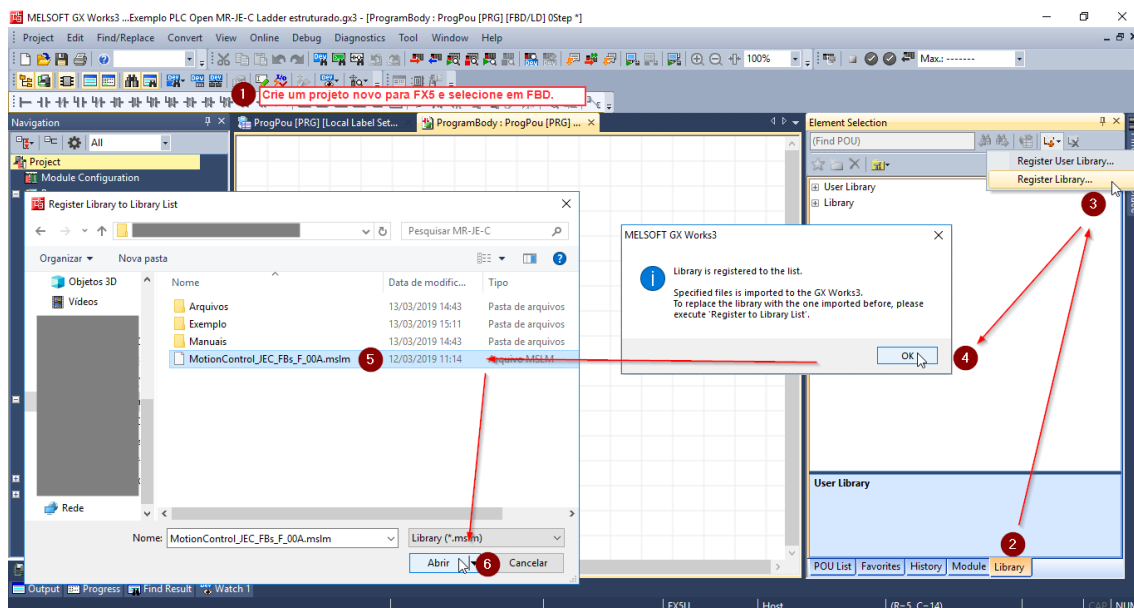 MELSOFT GX Works3 ...Exemplo PLC Open MR-JE-C Ladder estruturado.gx3 - [ProgramBody : ProgPou [PRG] [FBD/LD] 0Step *]
Project Edit Find/Replace Convert View Online Debug Diagnostics Tool Window Help
100%
Max.: -------
1
Crie um projeto novo para FX5 e selecione em FBD.
Navigation
ProgPou [PRG] [Local Label Set...
ProgramBody : ProgPou [PRG] ...
Element Selection
All
(Find POU)
Project
Module Configuration
Register User Library...
Register Library...
3
User Library
Library
Register Library to Library List
Pesquisar MR-JE-C
Organizar
Nova pasta
Objetos 3D
Vídeos
Rede
Nome
Data de modific...
Tipo
Arquivos
13/03/2019 14:43
Pasta de arquivos
Exemplo
13/03/2019 15:11
Pasta de arquivos
Manuais
13/03/2019 14:43
Pasta de arquivos
MotionControl_JEC_FBs_F_00A.mslm
5
12/03/2019 11:14
Arquivo MSLM
MELSOFT GX Works3
Library is registered to the list.
Specified files is imported to the GX Works3.
To replace the library with the one imported before, please
execute 'Register to Library List'.
OK
4
Nome:
MotionControl_JEC_FBs_F_00A.mslm
Library (*.mslm)
Abrir
6
Cancelar
User Library
2
POU List
Favorites
History
Module
Library
Output
Progress
Find Result
Watch 1
FX5U
Host
(R=5, C=14)
CAP
NUM